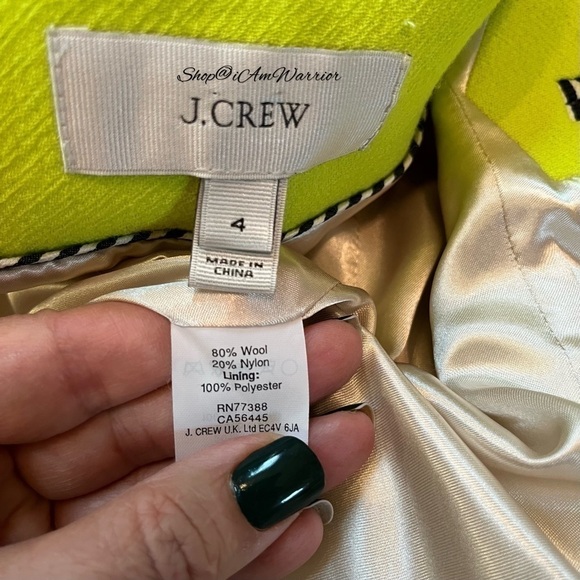 Shop@iAmWarrior
J.CREW
4
MADE IN
CHINA
80% Wool
20% Nylon
Lining:
100% Polyester
RN77388
CA56445
J. CREW U.K. Ltd EC4V 6JA